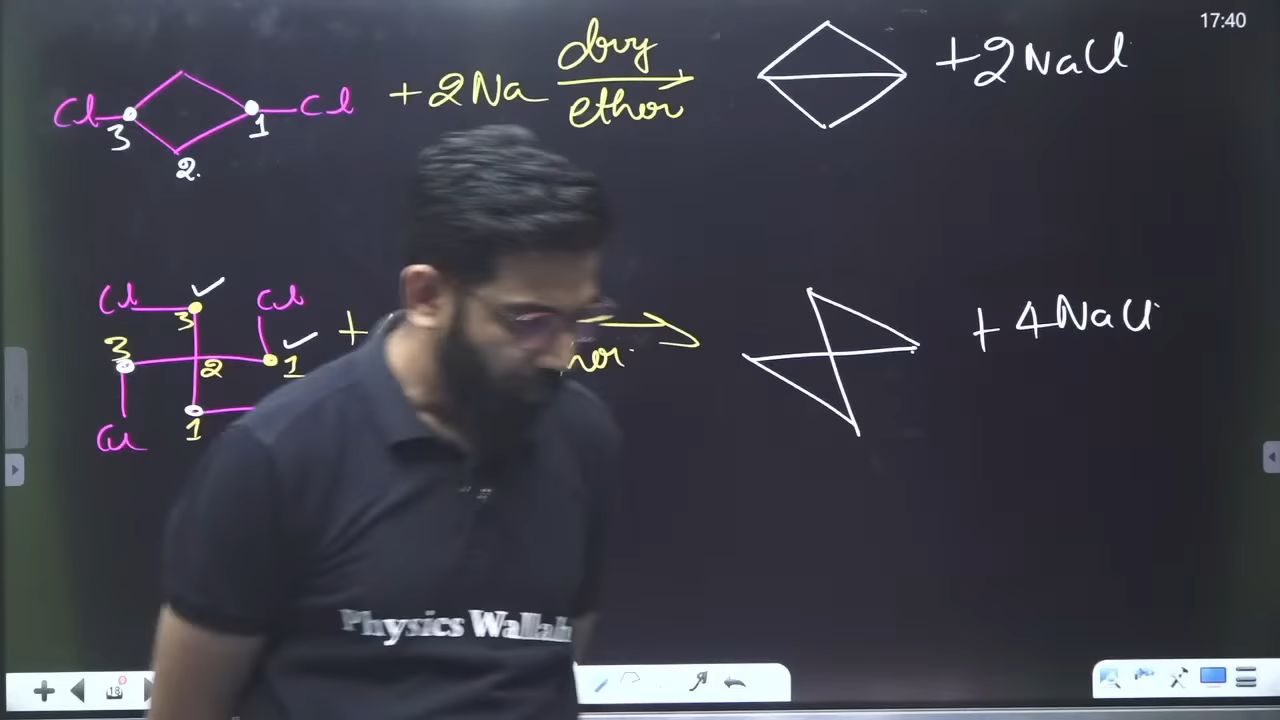 17:40
Cl 3 2. 1 Cl + 2Na dry ether + 2NaCl
Cl 3 Cl
3 2 1 + + 4NaCl
Cl 1
Physics Wallah
18